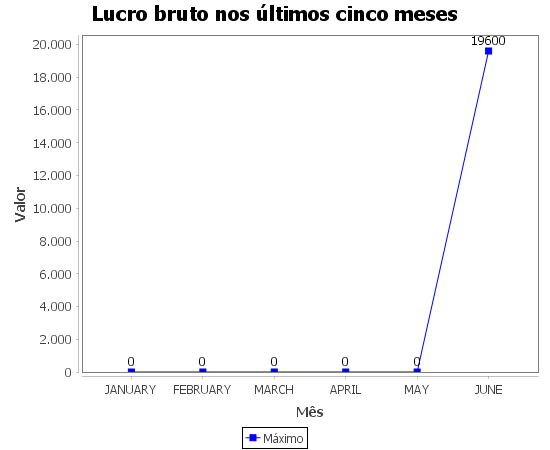 Lucro bruto nos últimos cinco meses
Valor
20.000
18.000
16.000
14.000
12.000
10.000
8.000
6.000
4.000
2.000
0
0
0
0
0
0
19600
JANUARY
FEBRUARY
MARCH
APRIL
MAY
JUNE
Mês
Máximo